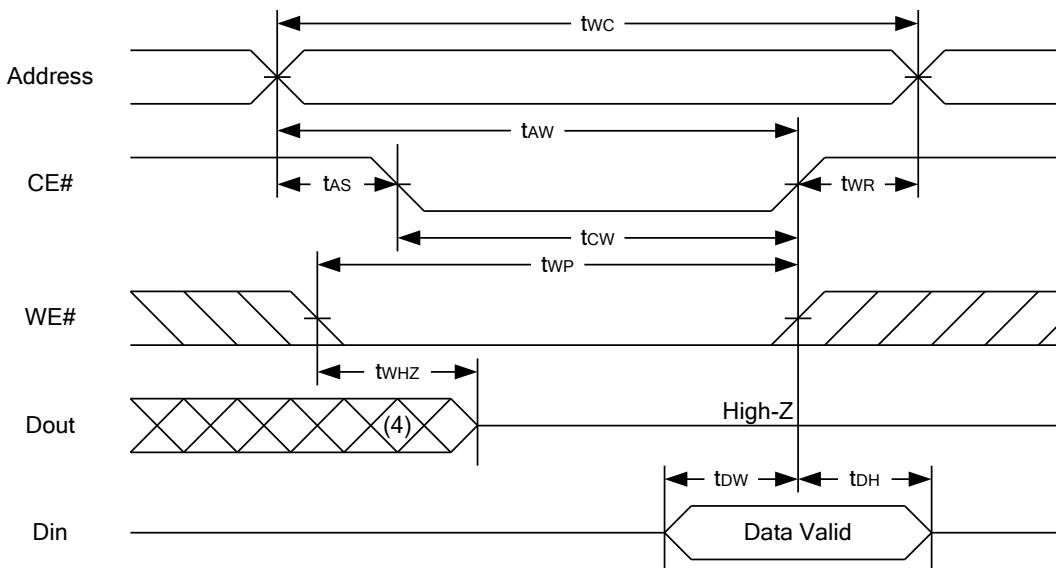 tWC
Address
tAW
CE#
tAS
tWR
tCW
tWP
WE#
tWHZ
Dout
(4)
High-Z
tDW
tDH
Din
Data Valid